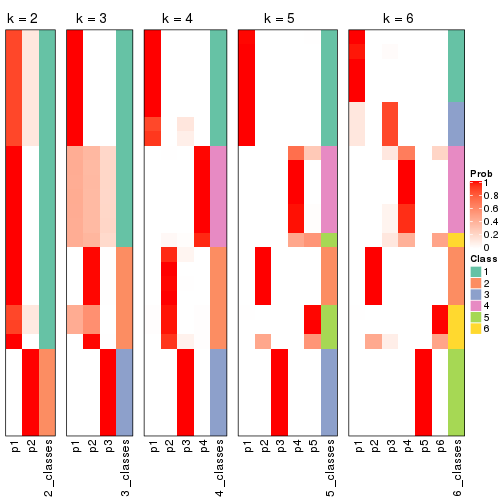 k = 2
k = 3
k = 4
k = 5
k = 6
Prob
1
0.8
0.6
0.4
0.2
0
Class
1
2
3
4
5
6
p1
p2
2_classes
p1
p2
p3
3_classes
p1
p2
p3
p4
4_classes
p1
p2
p3
p4
p5
5_classes
p1
p2
p3
p4
p5
p6
6_classes